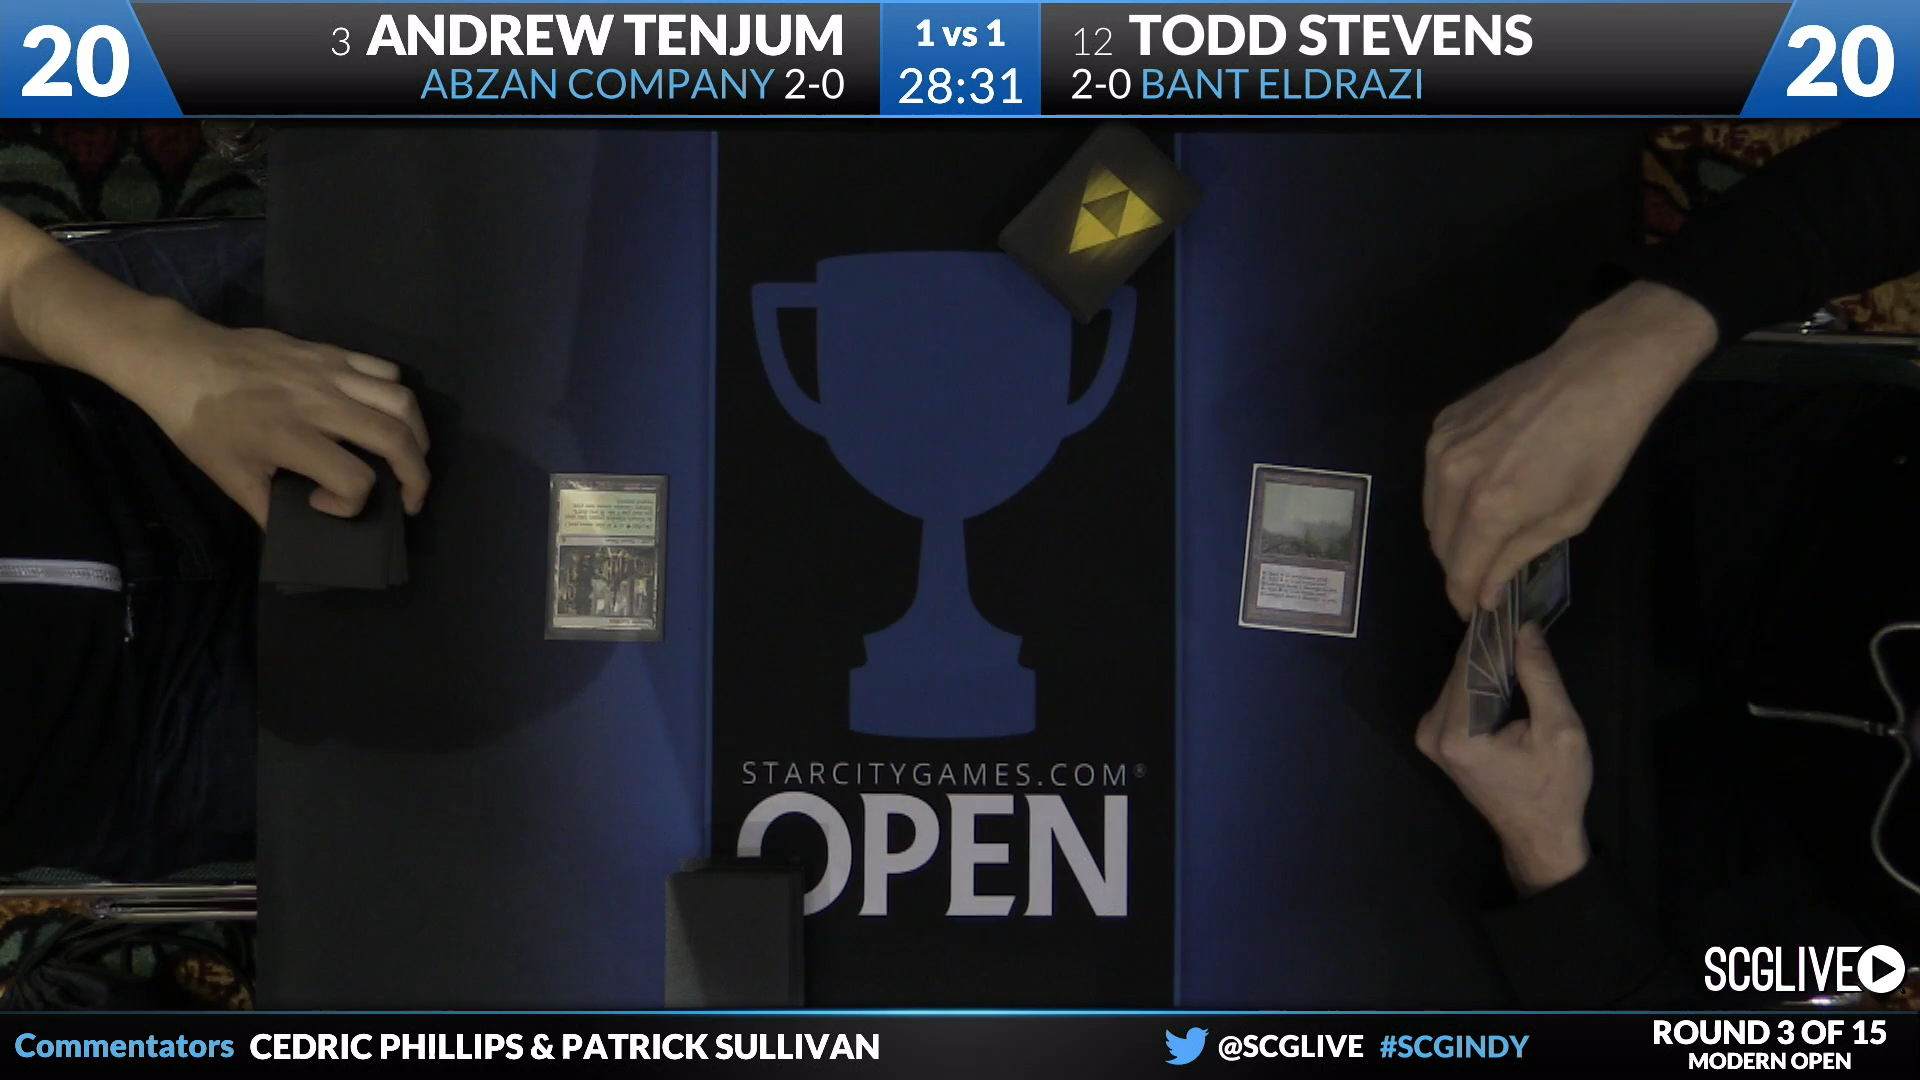 20
3 ANDREW TENJUM
ABZAN COMPANY 2-0
1 vs 1
28:31
12 TODD STEVENS
2-0 BANT ELDRAZI
20
STARCITYGAMES.COM®
OPEN
SCGLIVE
Commentators CEDRIC PHILLIPS & PATRICK SULLIVAN
@SCGLIVE #SCGINDY
ROUND 3 OF 15
MODERN OPEN